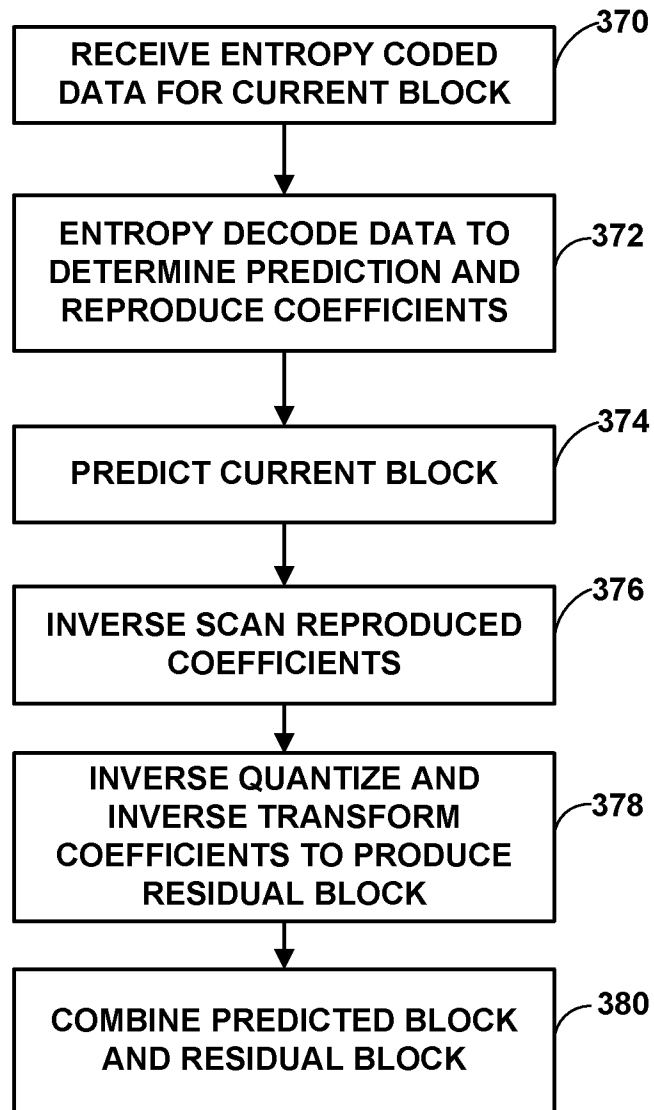 370
RECEIVE ENTROPY CODED
DATA FOR CURRENT BLOCK
372
ENTROPY DECODE DATA TO
DETERMINE PREDICTION AND
REPRODUCE COEFFICIENTS
374
PREDICT CURRENT BLOCK
376
INVERSE SCAN REPRODUCED
COEFFICIENTS
378
INVERSE QUANTIZE AND
INVERSE TRANSFORM
COEFFICIENTS TO PRODUCE
RESIDUAL BLOCK
380
COMBINE PREDICTED BLOCK
AND RESIDUAL BLOCK